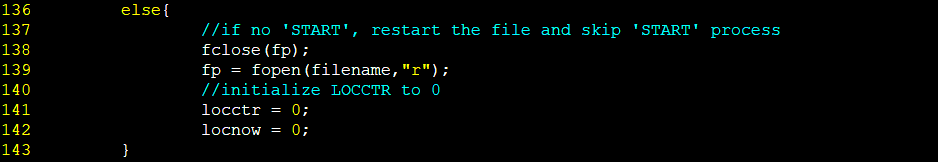 136 else{
137 //if no 'START', restart the file and skip 'START' process
138 fclose(fp);
139 fp = fopen(filename,"r");
140 //initialize LOCCTR to 0
141 locctr = 0;
142 locnow = 0;
143 }